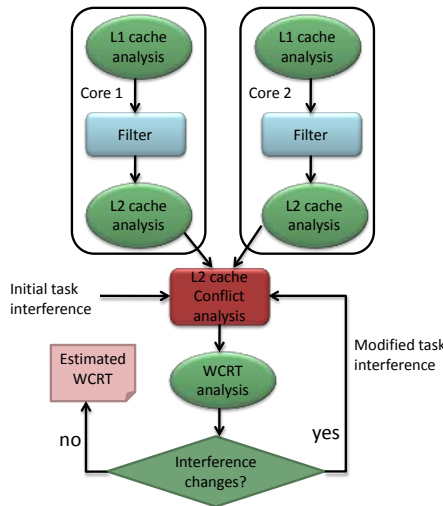 L1 cache
analysis
L1 cache
analysis
Core 1
Core 2
Filter
Filter
L2 cache
analysis
L2 cache
analysis
Initial task
interference
L2 cache
Conflict
analysis
Modified task
interference
Estimated
WCRT
WCRT
analysis
no
yes
Interference
changes?